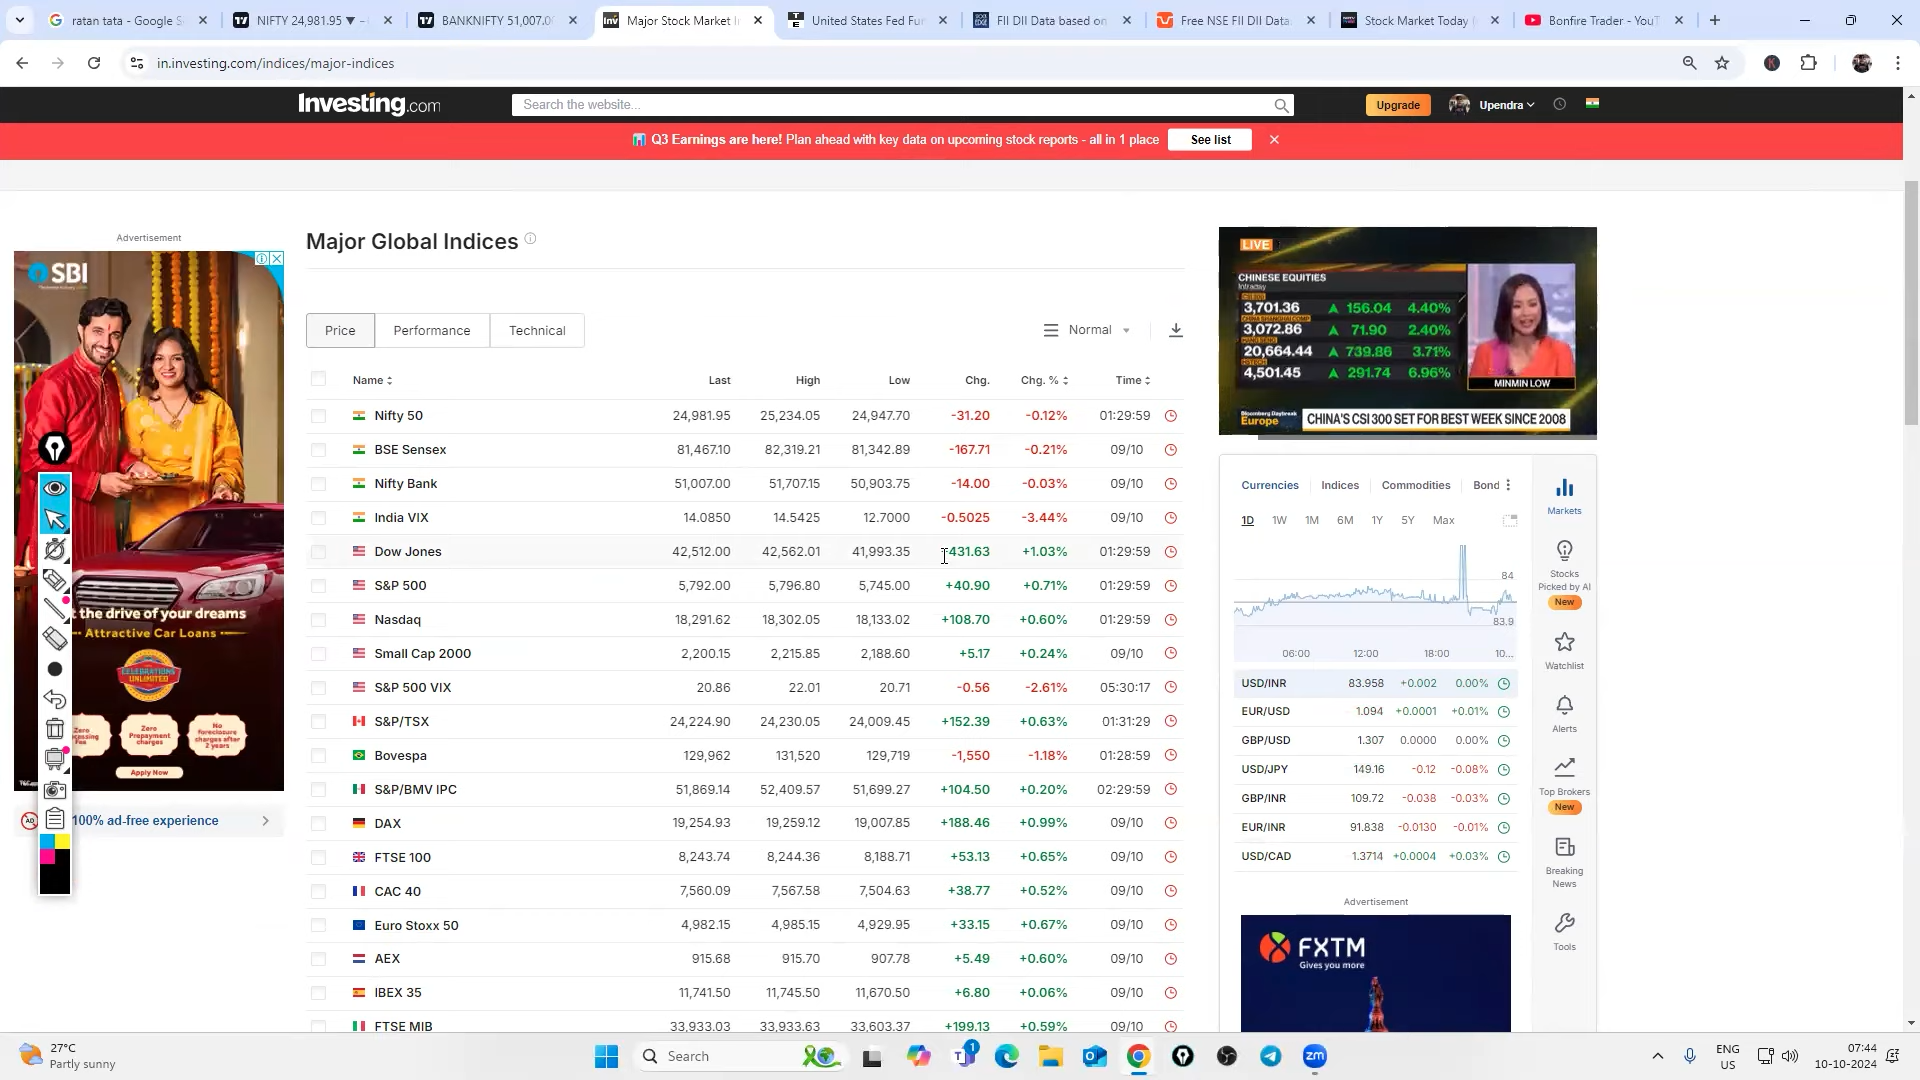 ratan tata - Google S
NIFTY 24,981.95 ▼ -
BANKNIFTY 51,007.0
Major Stock Market I
United States Fed Fun
FII DII Data based on
Free NSE FII DII Data
Stock Market Today
Bonfire Trader - YouT
in.investing.com/indices/major-indices
Investing.com
Search the website...
Upgrade
Upendra
Q3 Earnings are here! Plan ahead with key data on upcoming stock reports - all in 1 place
See list
Advertisement
SBI
t the drive of your dreams
Attractive Car Loans
CELEBRATIONS
UNLIMITED
Zero
Prepayment
charges
No
foreclosure
charges after
2 years
Apply Now
100% ad-free experience
Major Global Indices
Price Performance Technical
Normal
Name Last High Low Chg. Chg. % Time
Nifty 50 24,981.95 25,234.05 24,947.70 -31.20 -0.12% 01:29:59
BSE Sensex 81,467.10 82,319.21 81,342.89 -167.71 -0.21% 09/10
Nifty Bank 51,007.00 51,707.15 50,903.75 -14.00 -0.03% 09/10
India VIX 14.0850 14.5425 12.7000 -0.5025 -3.44% 09/10
Dow Jones 42,512.00 42,562.01 41,993.35 +431.63 +1.03% 01:29:59
S&P 500 5,792.00 5,796.80 5,745.00 +40.90 +0.71% 01:29:59
Nasdaq 18,291.62 18,302.05 18,133.02 +108.70 +0.60% 01:29:59
Small Cap 2000 2,200.15 2,215.85 2,188.60 +5.17 +0.24% 09/10
S&P 500 VIX 20.86 22.01 20.71 -0.56 -2.61% 05:30:17
S&P/TSX 24,224.90 24,230.05 24,009.45 +152.39 +0.63% 01:31:29
Bovespa 129,962 131,520 129,719 -1,550 -1.18% 01:28:59
S&P/BMV IPC 51,869.14 52,409.57 51,699.27 +104.50 +0.20% 02:29:59
DAX 19,254.93 19,259.12 19,007.85 +188.46 +0.99% 09/10
FTSE 100 8,243.74 8,244.36 8,188.71 +53.13 +0.65% 09/10
CAC 40 7,560.09 7,567.58 7,504.63 +38.77 +0.52% 09/10
Euro Stoxx 50 4,982.15 4,985.15 4,929.95 +33.15 +0.67% 09/10
AEX 915.68 915.70 907.78 +5.49 +0.60% 09/10
IBEX 35 11,741.50 11,745.50 11,670.50 +6.80 +0.06% 09/10
FTSE MIB 33,933.03 33,933.63 33,603.37 +199.13 +0.59% 09/10
LIVE
CHINESE EQUITIES
Intraday
3,701.36 ▲ 156.04 4.40%
3,072.86 ▲ 71.90 2.40%
20,664.44 ▲ 739.86 3.71%
4,501.45 ▲ 291.74 6.96%
MINMIN LOW
Bloomberg Daybreak
Europe
CHINA'S CSI 300 SET FOR BEST WEEK SINCE 2008
Currencies Indices Commodities Bond
1D 1W 1M 6M 1Y 5Y Max
84
83.9
06:00 12:00 18:00 10...
USD/INR 83.958 +0.002 0.00%
EUR/USD 1.094 +0.0001 +0.01%
GBP/USD 1.307 0.0000 0.00%
USD/JPY 149.16 -0.12 -0.08%
GBP/INR 109.72 -0.038 -0.03%
EUR/INR 91.838 -0.0130 -0.01%
USD/CAD 1.3714 +0.0004 +0.03%
Advertisement
FXTM
Gives you more
Markets
Stocks
Picked by AI
New
Watchlist
Alerts
Top Brokers
New
Breaking
News
Tools
27°C
Partly sunny
Search
1
zm
ENG
US
07:44
10-10-2024